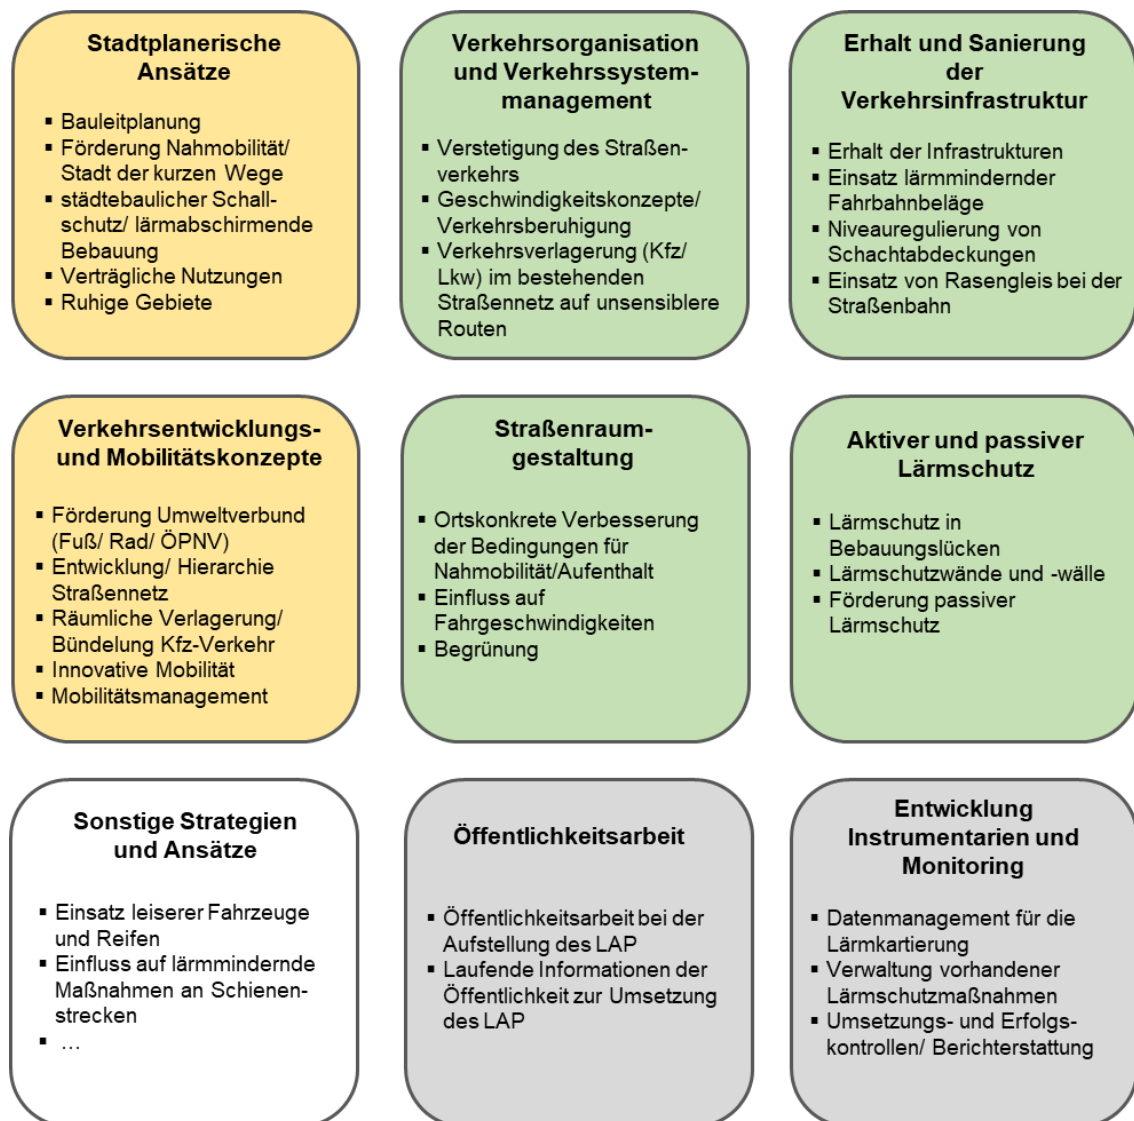 Stadtplanerische
Ansätze
▪ Bauleitplanung
▪ Förderung Nahmobilität/
Stadt der kurzen Wege
▪ städtebaulicher Schall-
schutz/ lärmabschirmende
Bebauung
▪ Verträgliche Nutzungen
▪ Ruhige Gebiete
Verkehrsorganisation
und Verkehrssystem-
management
▪ Verstetigung des Straßen-
verkehrs
▪ Geschwindigkeitskonzepte/
Verkehrsberuhigung
▪ Verkehrsverlagerung (Kfz/
Lkw) im bestehenden
Straßennetz auf unsensiblere
Routen
Erhalt und Sanierung
der
Verkehrsinfrastruktur
▪ Erhalt der Infrastrukturen
▪ Einsatz lärmmindernder
Fahrbahnbeläge
▪ Niveauregulierung von
Schachtabdeckungen
▪ Einsatz von Rasengleis bei der
Straßenbahn
Verkehrsentwicklungs-
und Mobilitätskonzepte
▪ Förderung Umweltverbund
(Fuß/ Rad/ ÖPNV)
▪ Entwicklung/ Hierarchie
Straßennetz
▪ Räumliche Verlagerung/
Bündelung Kfz-Verkehr
▪ Innovative Mobilität
▪ Mobilitätsmanagement
Straßenraum-
gestaltung
▪ Ortskonkrete Verbesserung
der Bedingungen für
Nahmobilität/Aufenthalt
▪ Einfluss auf
Fahrgeschwindigkeiten
▪ Begrünung
Aktiver und passiver
Lärmschutz
▪ Lärmschutz in
Bebauungslücken
▪ Lärmschutzwände und -wälle
▪ Förderung passiver
Lärmschutz
Sonstige Strategien
und Ansätze
▪ Einsatz leiserer Fahrzeuge
und Reifen
▪ Einfluss auf lärmmindernde
Maßnahmen an Schienen-
strecken
▪ …
Öffentlichkeitsarbeit
▪ Öffentlichkeitsarbeit bei der
Aufstellung des LAP
▪ Laufende Informationen der
Öffentlichkeit zur Umsetzung
des LAP
Entwicklung
Instrumentarien und
Monitoring
▪ Datenmanagement für die
Lärmkartierung
▪ Verwaltung vorhandener
Lärmschutzmaßnahmen
▪ Umsetzungs- und Erfolgs-
kontrollen/ Berichterstattung